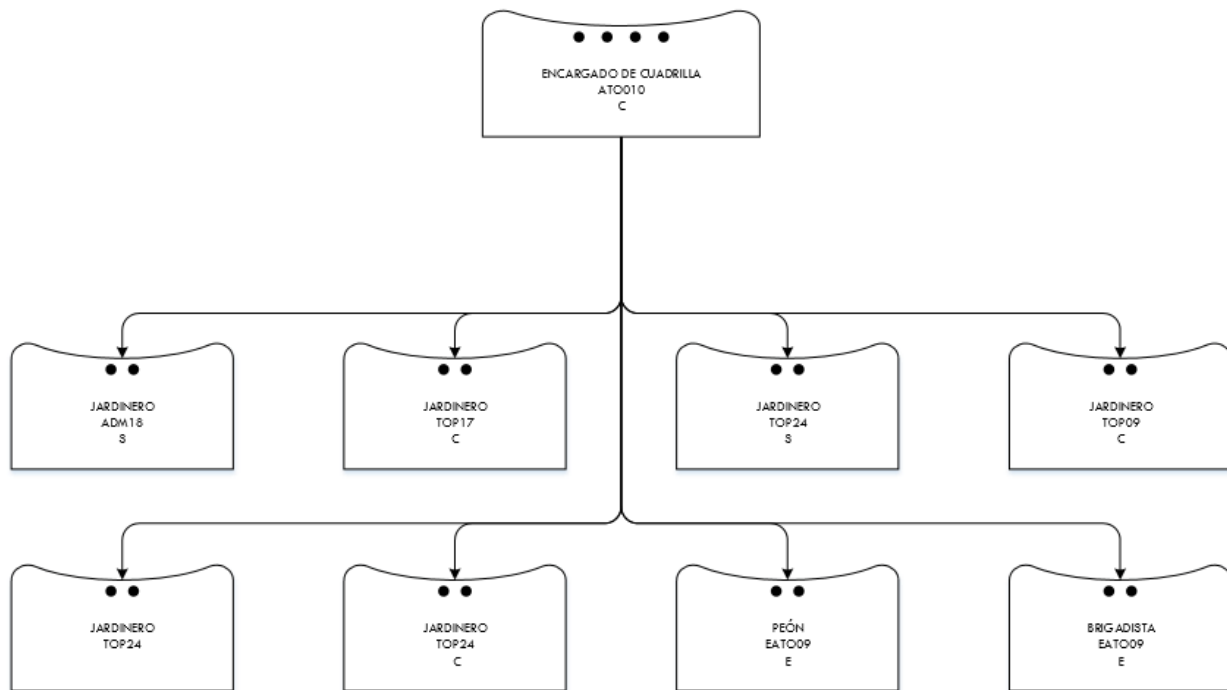 ENCARGADO DE CUADRILLA
ATO010
C
JARDINERO
ADM18
S
JARDINERO
TOP17
C
JARDINERO
TOP24
S
JARDINERO
TOP09
C
JARDINERO
TOP24
JARDINERO
TOP24
C
PEÓN
EATO09
E
BRIGADISTA
EATO09
E